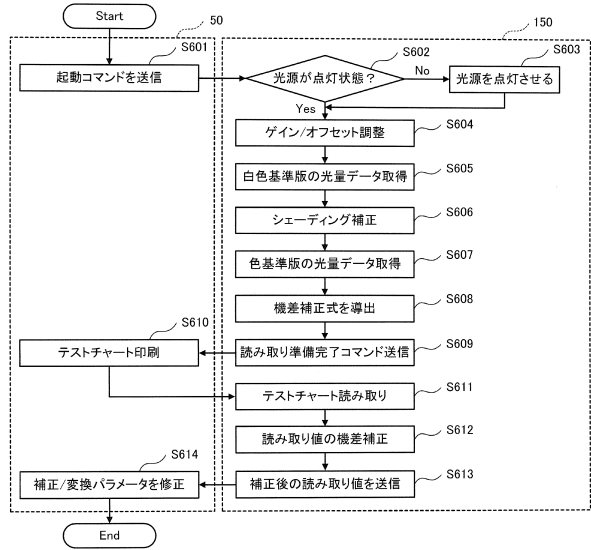 Start
50
150
S601
起動コマンドを送信
S602
光源が点灯状態？
No
S603
光源を点灯させる
Yes
S604
ゲイン/オフセット調整
S605
白色基準版の光量データ取得
S606
シェーディング補正
S607
色基準版の光量データ取得
S608
機差補正式を導出
S609
読み取り準備完了コマンド送信
S610
テストチャート印刷
S611
テストチャート読み取り
S612
読み取り値の機差補正
S613
補正後の読み取り値を送信
S614
補正/変換パラメータを修正
End